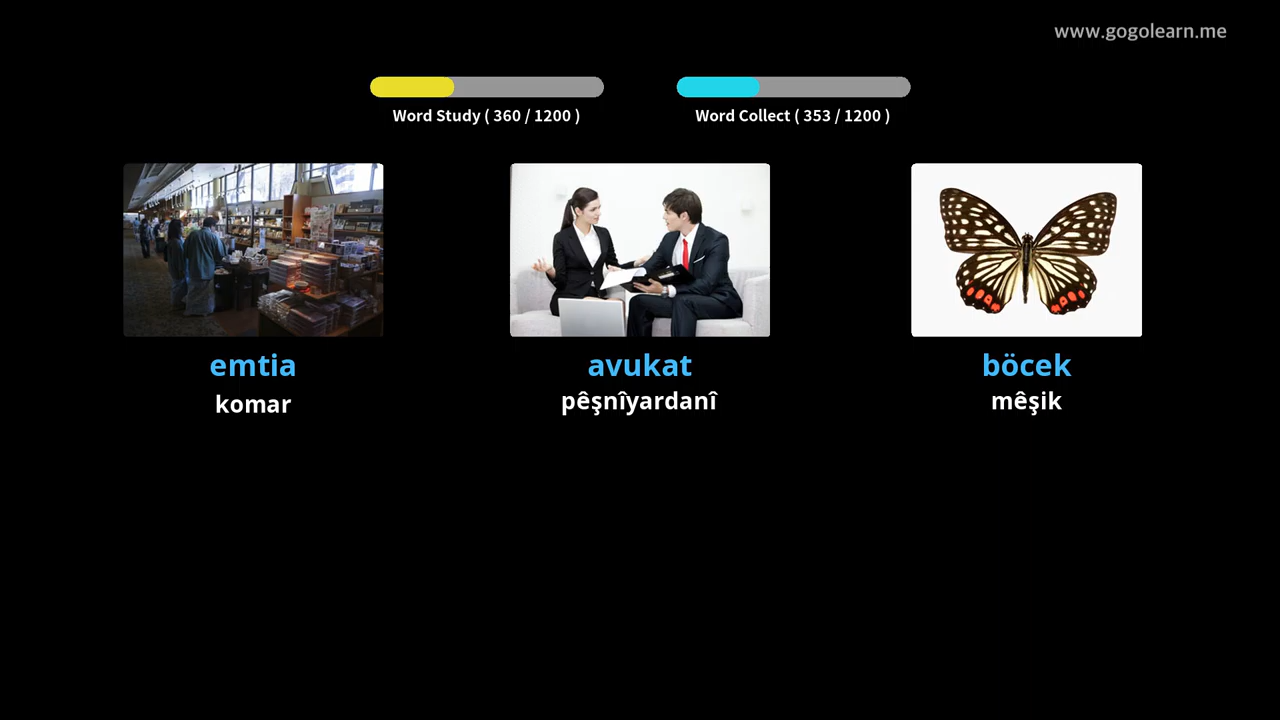 www.gogolearn.me
Word Study ( 360 / 1200 )
Word Collect ( 353 / 1200 )
emtia
avukat
böcek
komar
pêşnîyardanî
mêşik